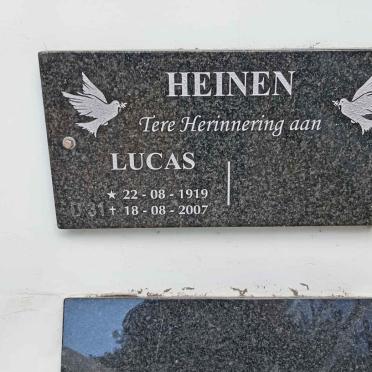 HEINEN
Tere Herinnering aan
LUCAS
★ 22 - 08 - 1919
✝ 18 - 08 - 2007